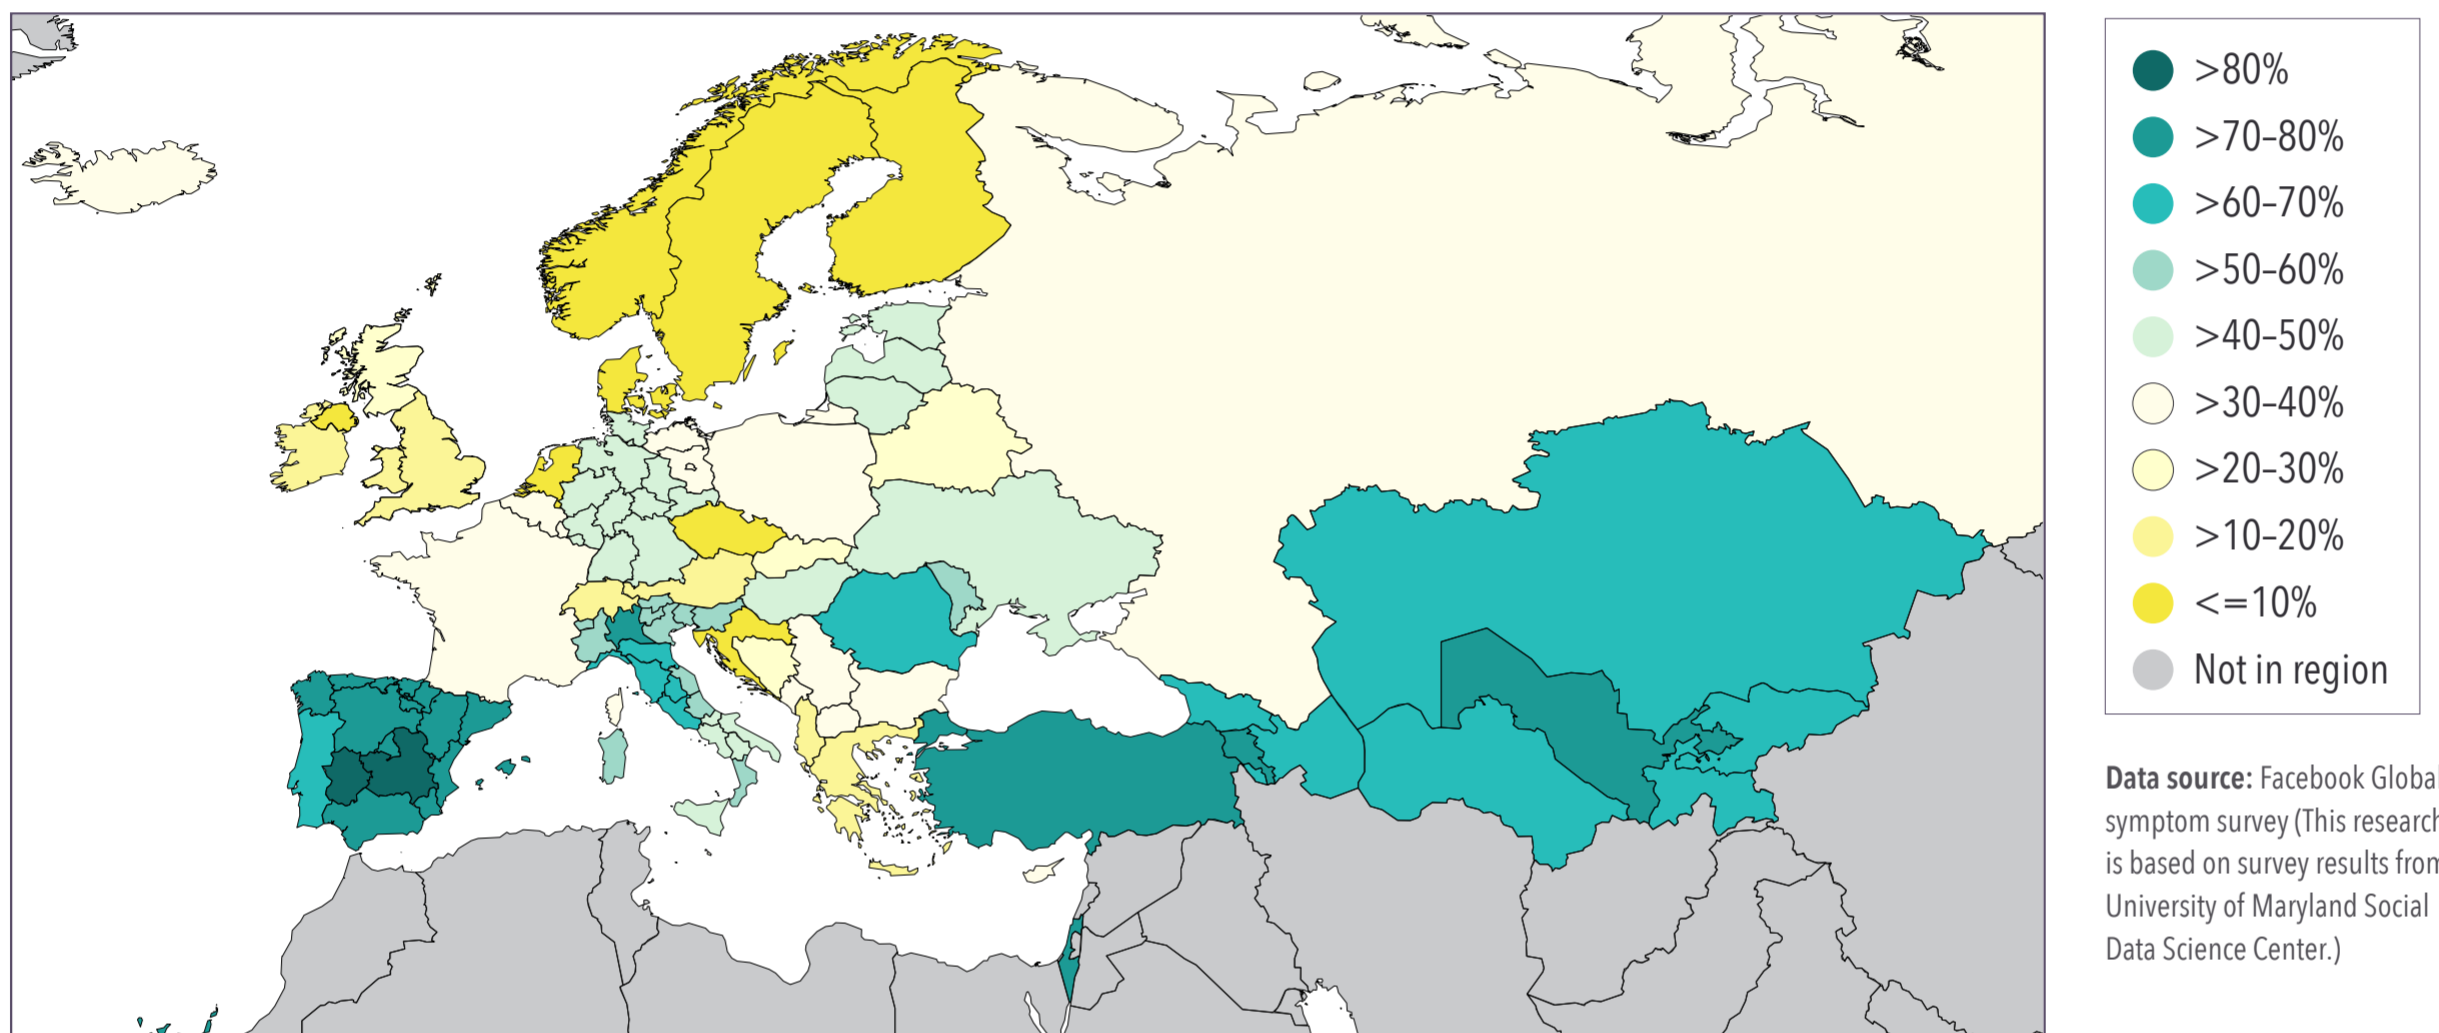 >80%
>70–80%
>60–70%
>50–60%
>40–50%
>30–40%
>20–30%
>10–20%
<=10%
Not in region
Data source: Facebook Global
symptom survey (This research
is based on survey results from
University of Maryland Social
Data Science Center.)